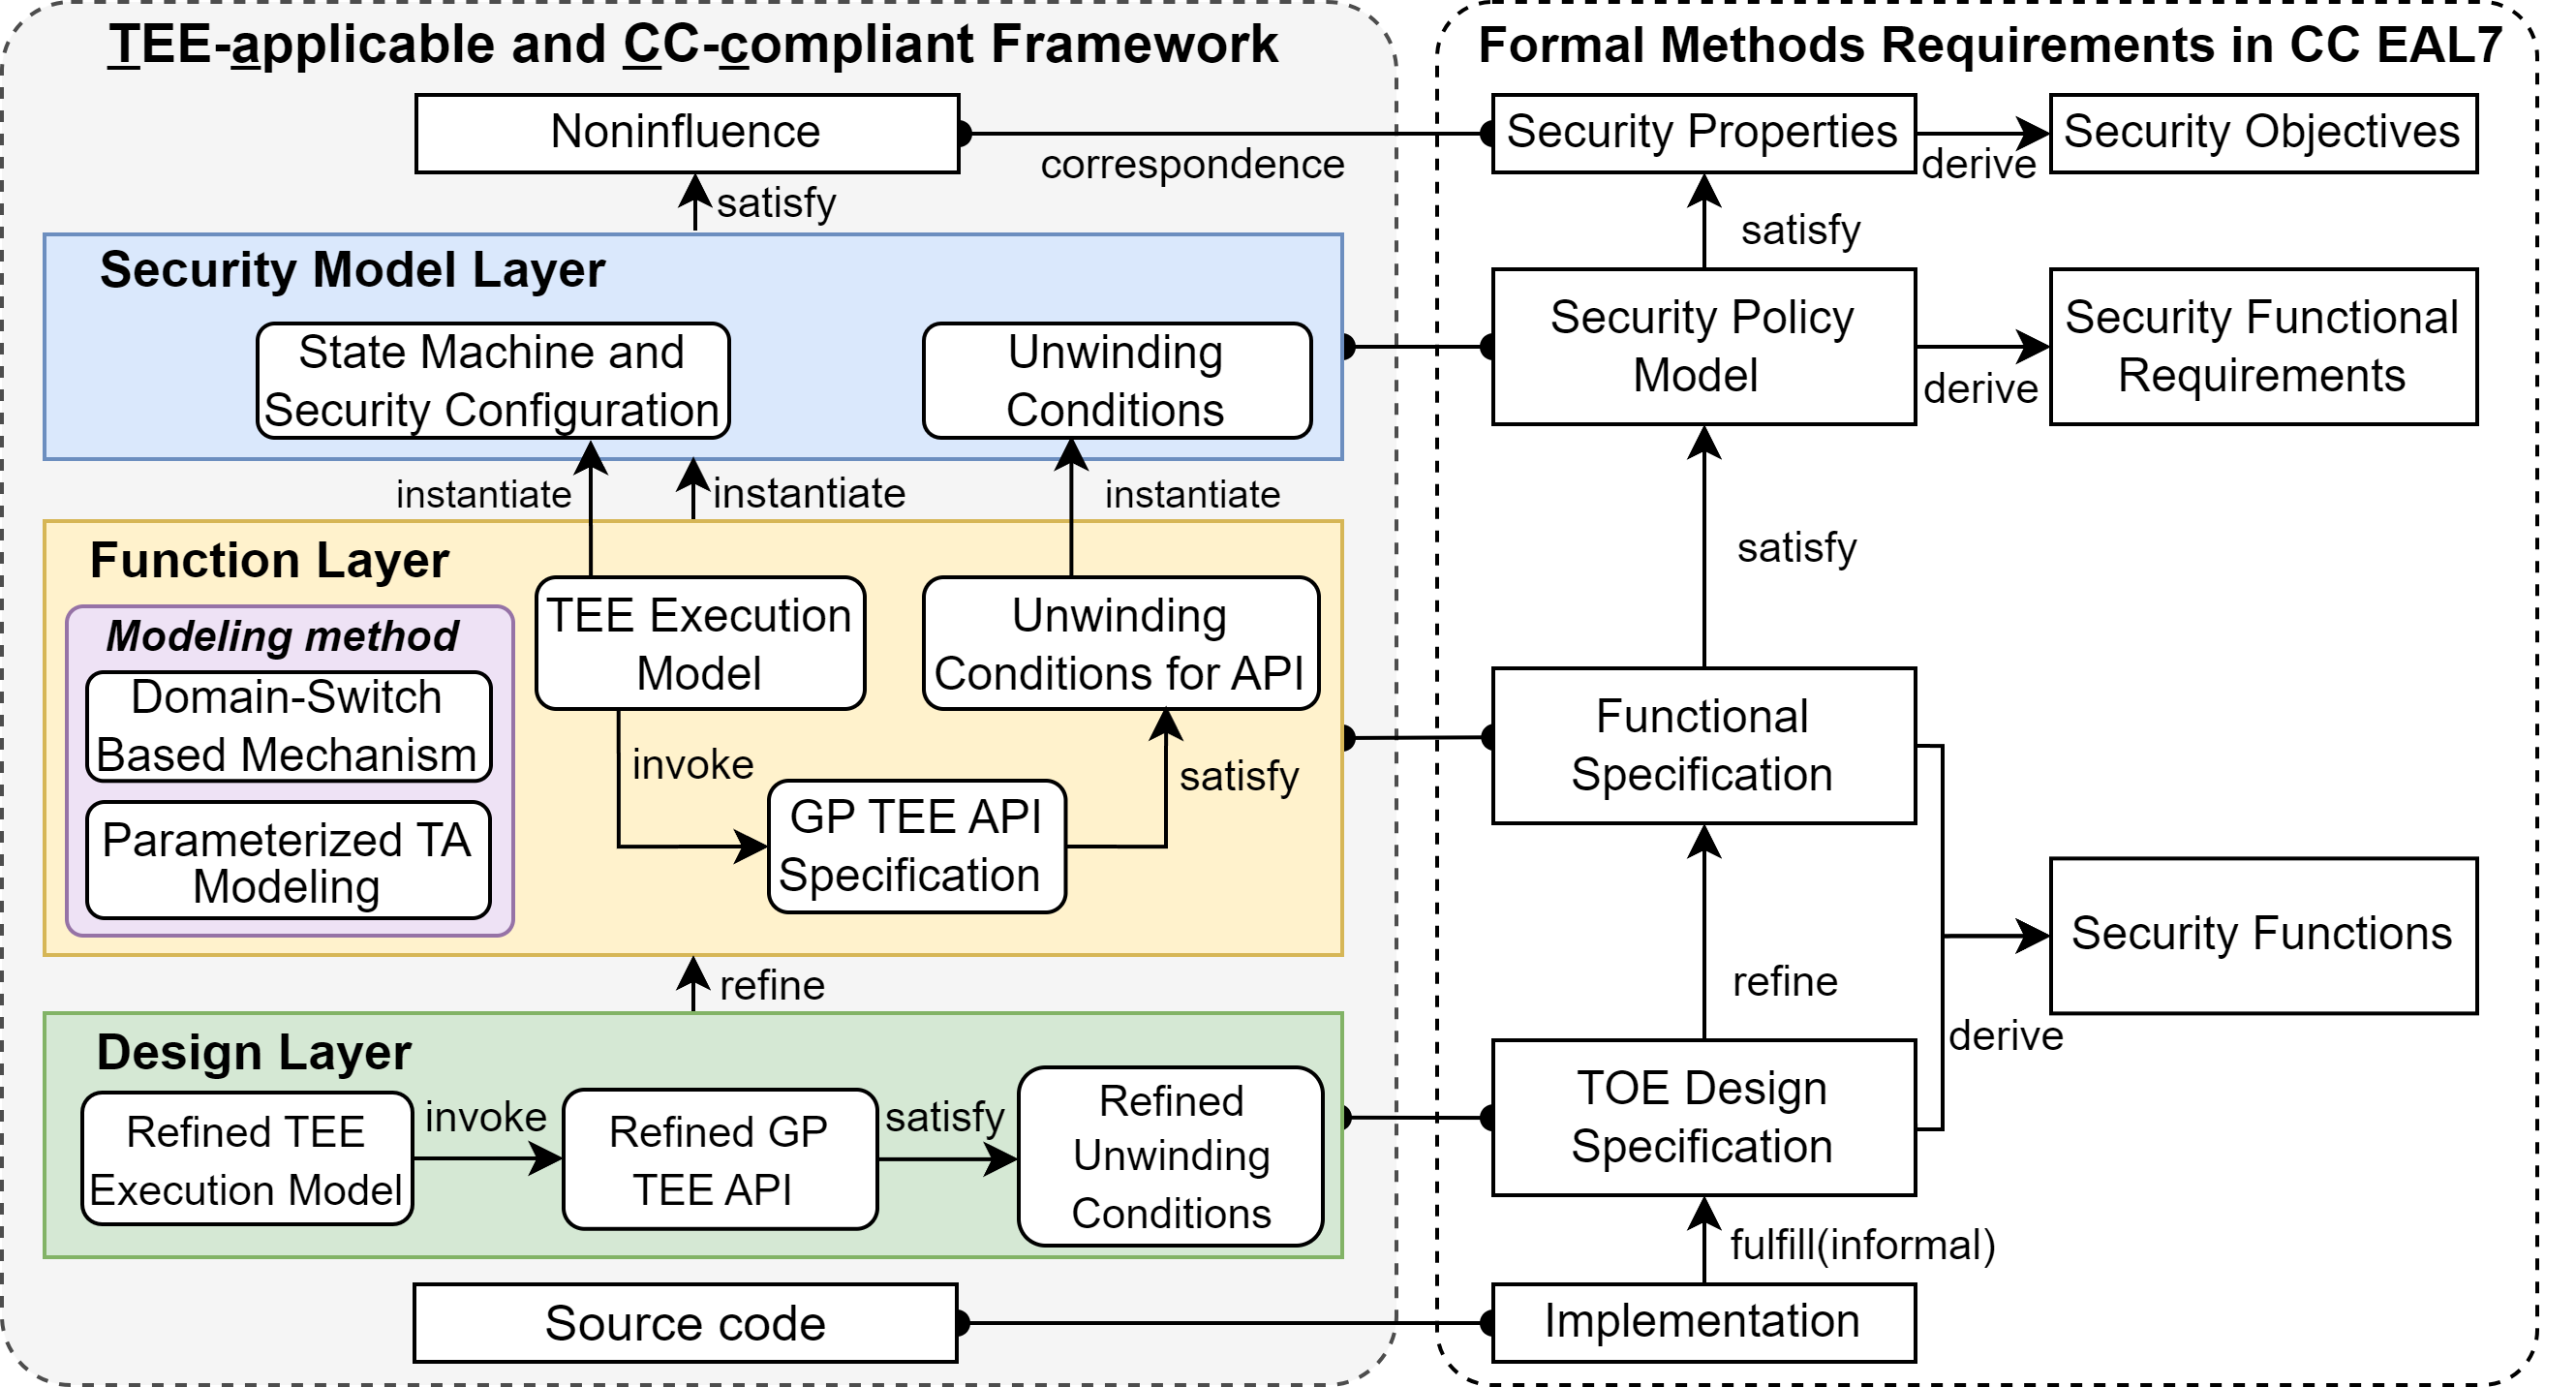 TEE-applicable and CC-compliant Framework
Noninfluence
correspondence
satisfy
Security Model Layer
State Machine and
Security Configuration
Unwinding
Conditions
instantiate
instantiate
instantiate
Function Layer
Modeling method
Domain-Switch
Based Mechanism
Parameterized TA
Modeling
TEE Execution
Model
Unwinding
Conditions for API
invoke
GP TEE API
Specification
satisfy
refine
Design Layer
Refined TEE
Execution Model
invoke
Refined GP
TEE API
satisfy
Refined
Unwinding
Conditions
Source code
Formal Methods Requirements in CC EAL7
Security Properties
derive
Security Objectives
satisfy
Security Policy
Model
derive
Security Functional
Requirements
satisfy
Functional
Specification
refine
derive
Security Functions
TOE Design
Specification
fulfill(informal)
Implementation